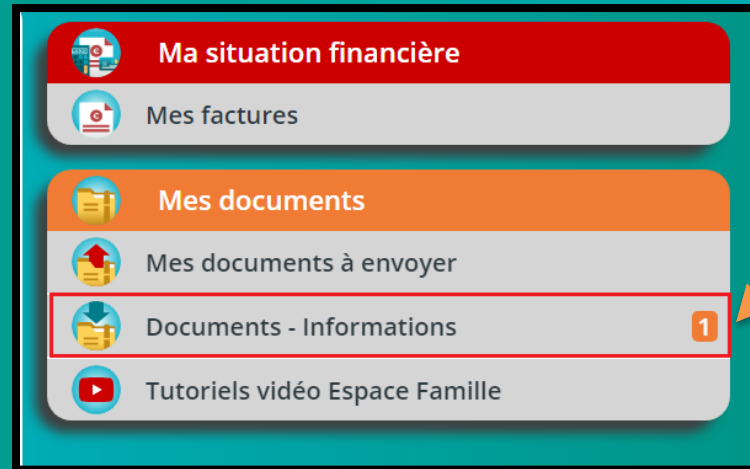 Ma situation financière
Mes factures
Mes documents
Mes documents à envoyer
Documents - Informations 1
Tutoriels vidéo Espace Famille